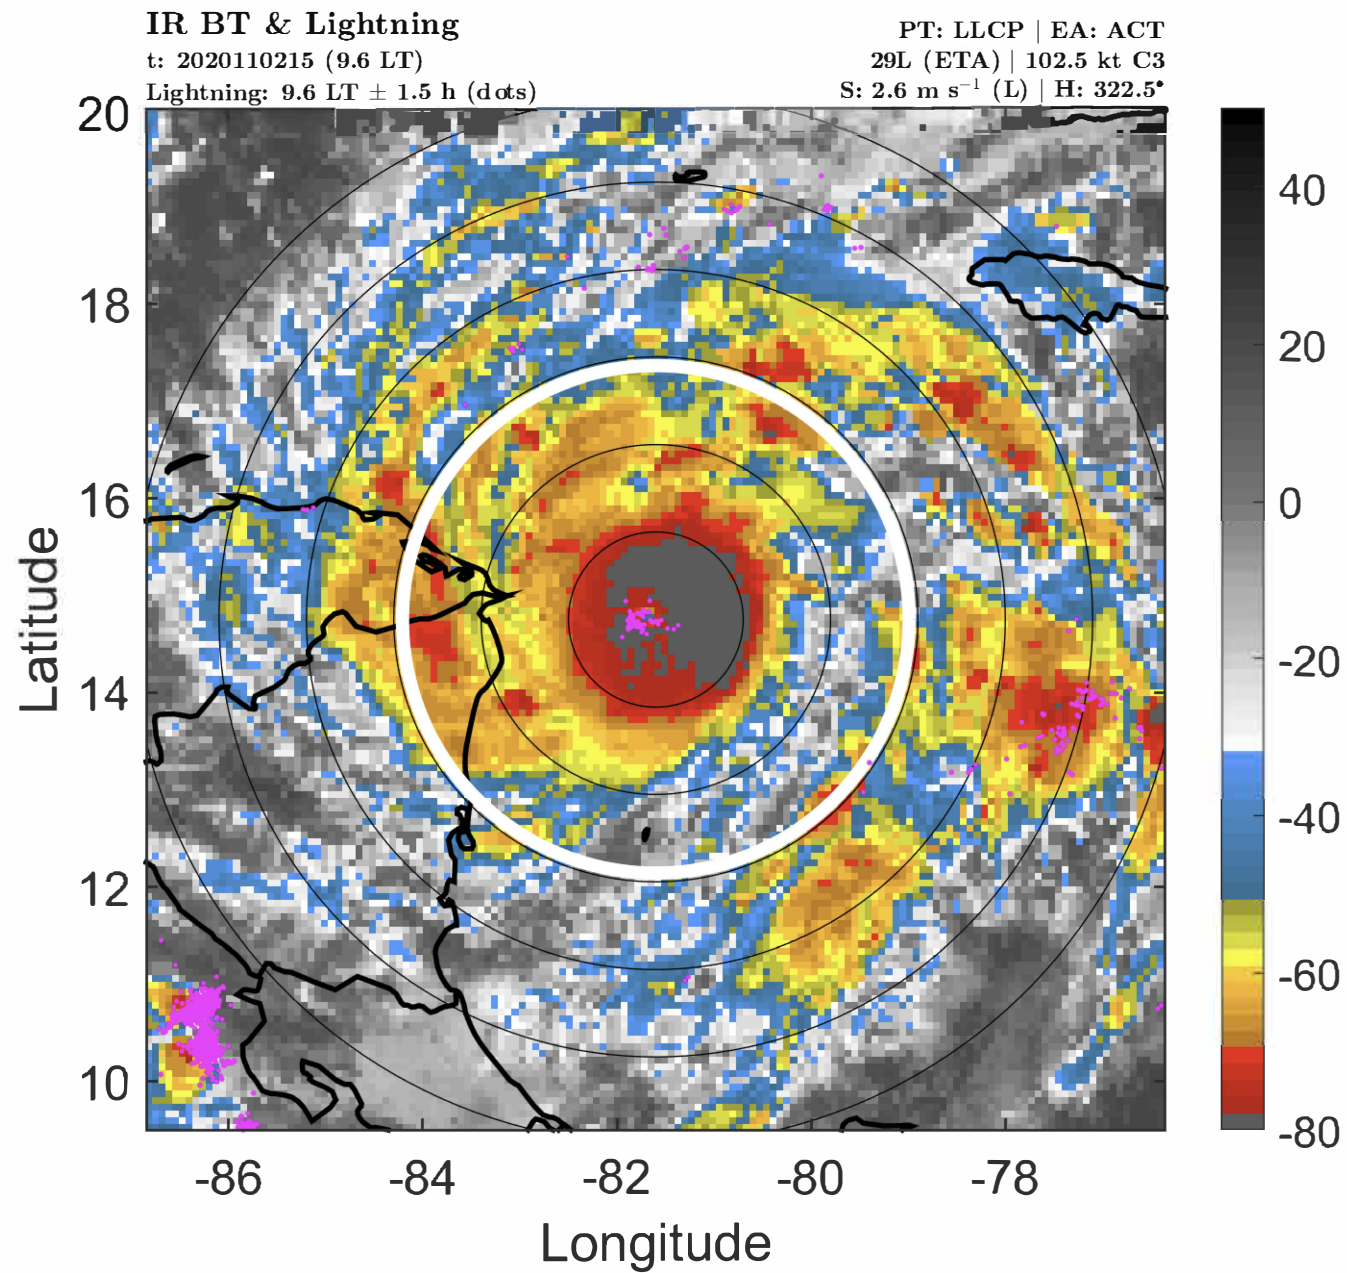 IR BT & Lightning
t: 2020110215 (9.6 LT)
Lightning: 9.6 LT ± 1.5 h (dots)
PT: LLCP | EA: ACT
29L (ETA) | 102.5 kt C3
S: 2.6 m s⁻¹ (L) | H: 322.5°
20
18
16
14
12
10
Latitude
-86
-84
-82
-80
-78
Longitude
40
20
0
-20
-40
-60
-80